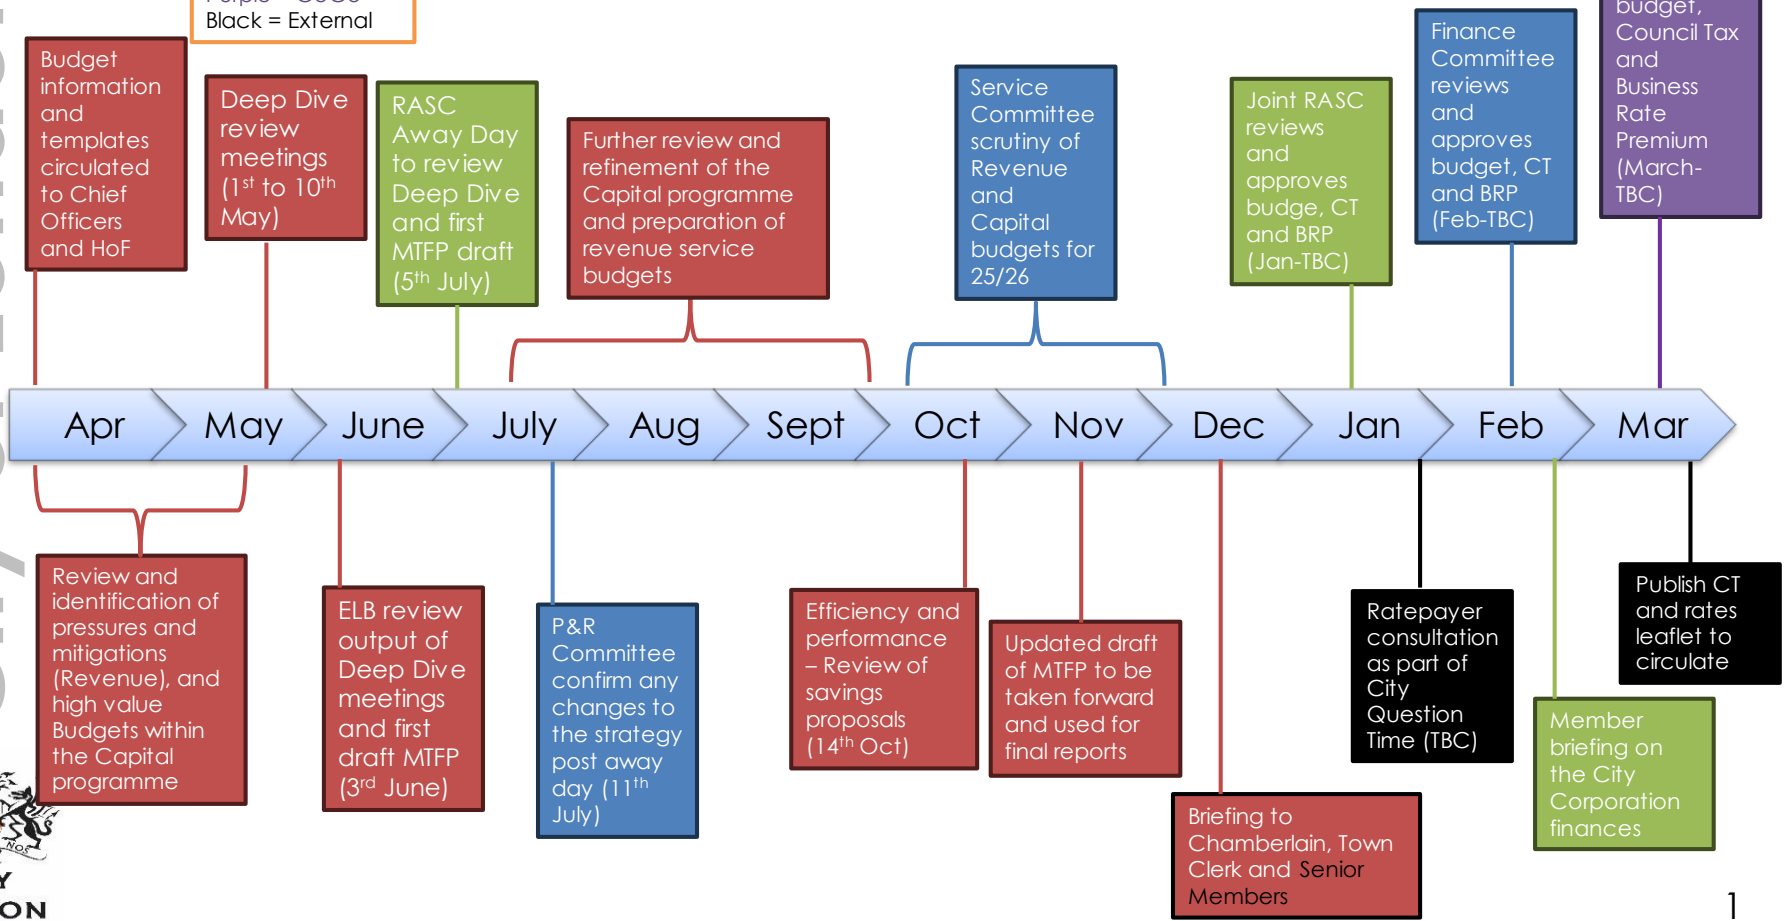 Black = External
budget,
Council Tax
and
Business
Rate
Premium
(March-
TBC)
Budget
information
and
templates
circulated
to Chief
Officers
and HoF
Deep Dive
review
meetings
(1st to 10th
May)
RASC
Away Day
to review
Deep Dive
and first
MTFP draft
(5th July)
Further review and
refinement of the
Capital programme
and preparation of
revenue service
budgets
Service
Committee
scrutiny of
Revenue
and
Capital
budgets for
25/26
Joint RASC
reviews
and
approves
budge, CT
and BRP
(Jan-TBC)
Finance
Committee
reviews
and
approves
budget, CT
and BRP
(Feb-TBC)
Apr
May
June
July
Aug
Sept
Oct
Nov
Dec
Jan
Feb
Mar
Review and
identification of
pressures and
mitigations
(Revenue), and
high value
Budgets within
the Capital
programme
ELB review
output of
Deep Dive
meetings
and first
draft MTFP
(3rd June)
P&R
Committee
confirm any
changes to
the strategy
post away
day (11th
July)
Efficiency and
performance
– Review of
savings
proposals
(14th Oct)
Updated draft
of MTFP to be
taken forward
and used for
final reports
Briefing to
Chamberlain, Town
Clerk and Senior
Members
Ratepayer
consultation
as part of
City
Question
Time (TBC)
Member
briefing on
the City
Corporation
finances
Publish CT
and rates
leaflet to
circulate
NOS
Y
ON
1